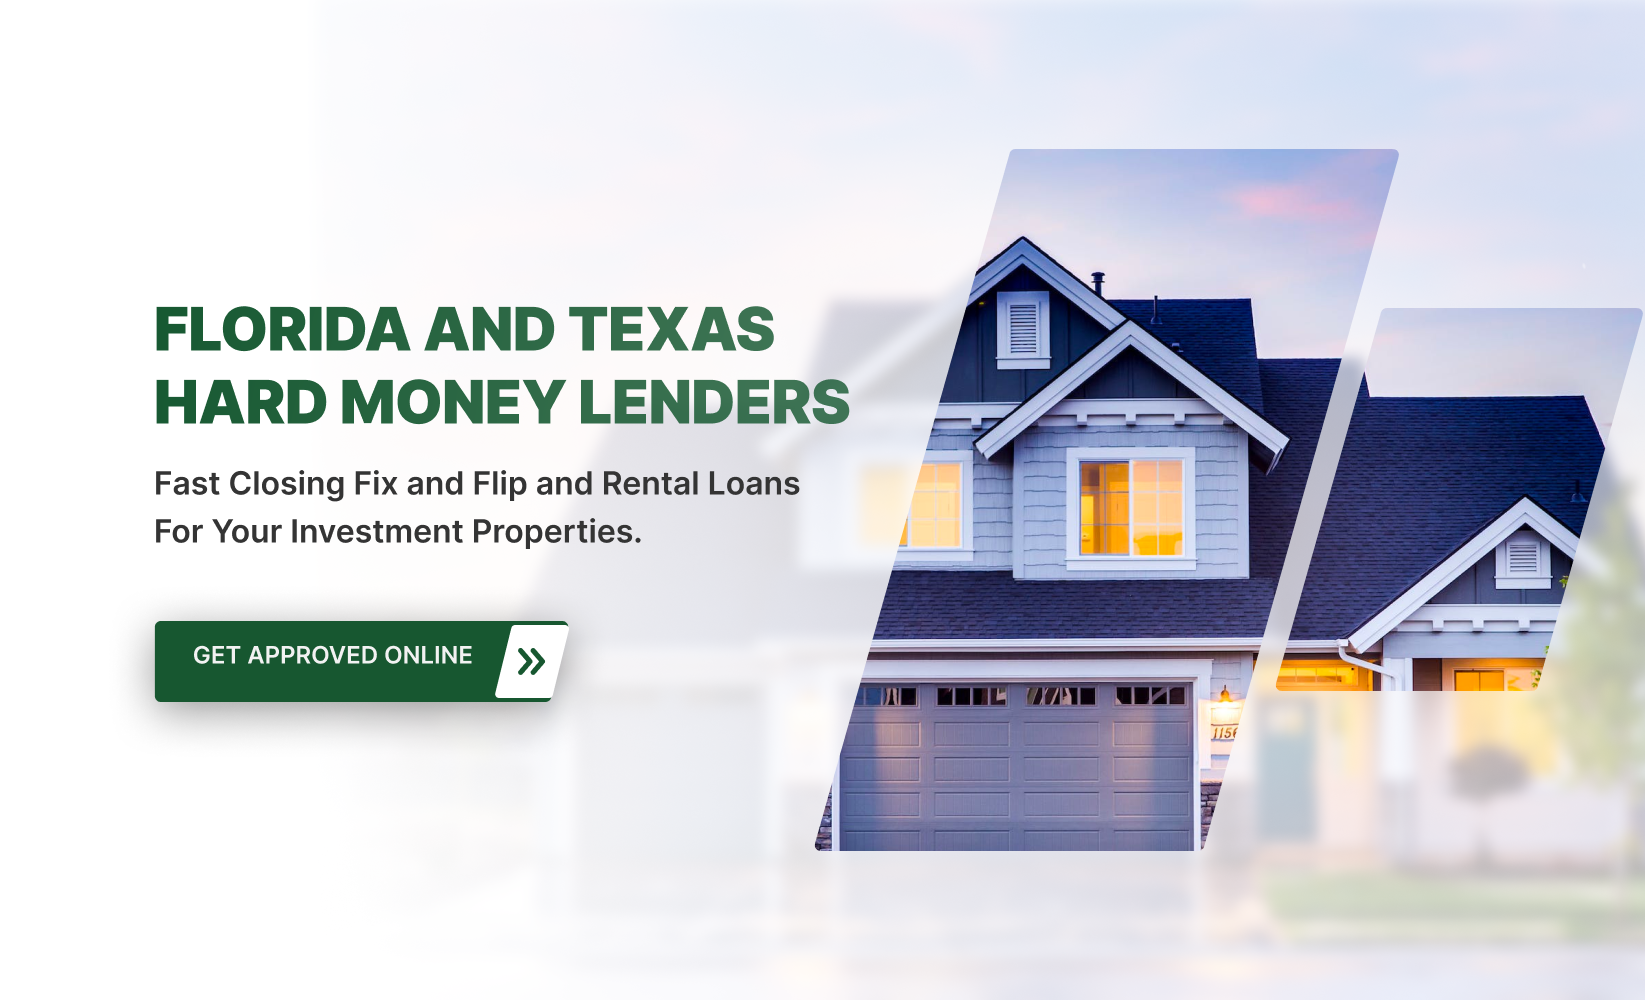 FLORIDA AND TEXAS
HARD MONEY LENDERS
Fast Closing Fix and Flip and Rental Loans
For Your Investment Properties.
GET APPROVED ONLINE
1156